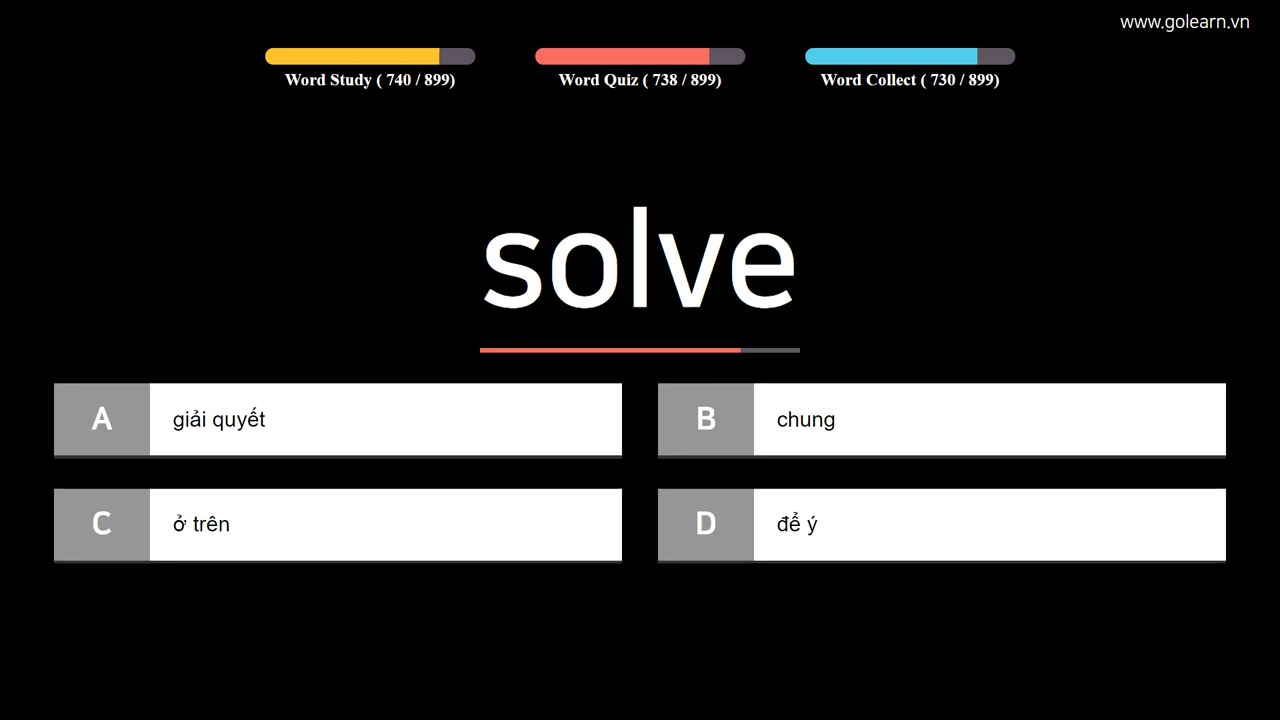 www.golearn.vn
Word Study ( 740 / 899)
Word Quiz ( 738 / 899)
Word Collect ( 730 / 899)
solve
A giải quyết
B chung
C ở trên
D để ý